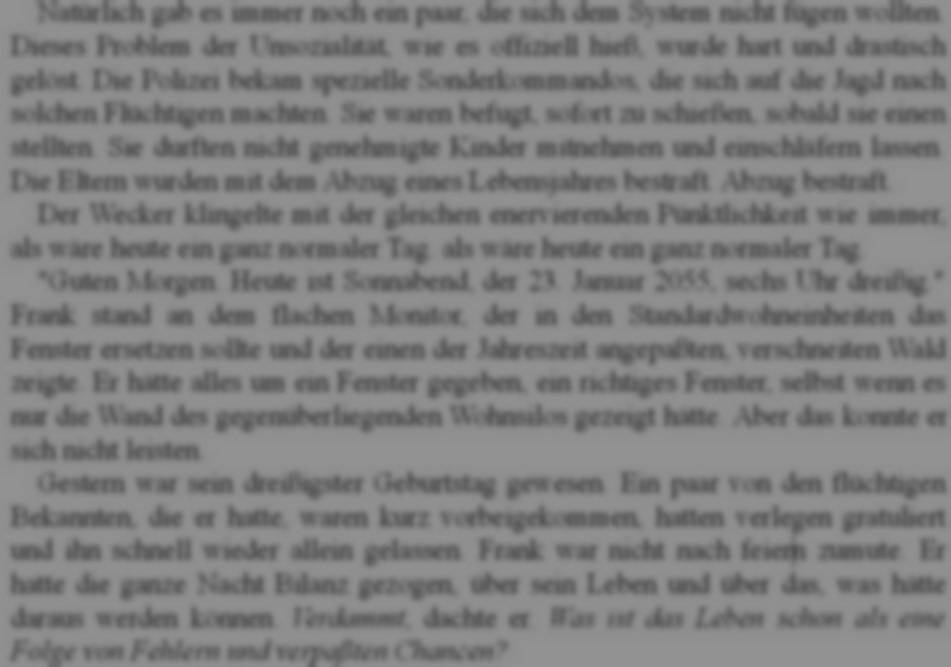 Natürlich gab es immer noch ein paar, die sich dem System nicht fügen wollten.
Dieses Problem der Unsozialität, wie es offiziell hieß, wurde hart und drastisch
gelöst. Die Polizei bekam spezielle Sonderkommandos, die sich auf die Jagd nach
solchen Flüchtigen machten. Sie waren befugt, sofort zu schießen, sobald sie einen
stellten. Sie durften nicht genehmigte Kinder mitnehmen und einschläfern lassen.
Die Eltern wurden mit dem Abzug eines Lebensjahres bestraft. Abzug bestraft.
Der Wecker klingelte mit der gleichen enervierenden Pünktlichkeit wie immer,
als wäre heute ein ganz normaler Tag. als wäre heute ein ganz normaler Tag.
"Guten Morgen. Heute ist Sonnabend, der 23. Januar 2055, sechs Uhr dreißig."
Frank stand an dem flachen Monitor, der in den Standardwohneinheiten das
Fenster ersetzen sollte und der einen der Jahreszeit angepaßten, verschneiten Wald
zeigte. Er hätte alles um ein Fenster gegeben, ein richtiges Fenster, selbst wenn es
nur die Wand des gegenüberliegenden Wohnsilos gezeigt hätte. Aber das konnte er
sich nicht leisten.
Gestern war sein dreißigster Geburtstag gewesen. Ein paar von den flüchtigen
Bekannten, die er hatte, waren kurz vorbeigekommen, hatten verlegen gratuliert
und ihn schnell wieder allein gelassen. Frank war nicht nach feiern zumute. Er
hatte die ganze Nacht Bilanz gezogen, über sein Leben und über das, was hätte
daraus werden können. Verdammt, dachte er. Was ist das Leben schon als eine
Folge von Fehlern und verpaßten Chancen?